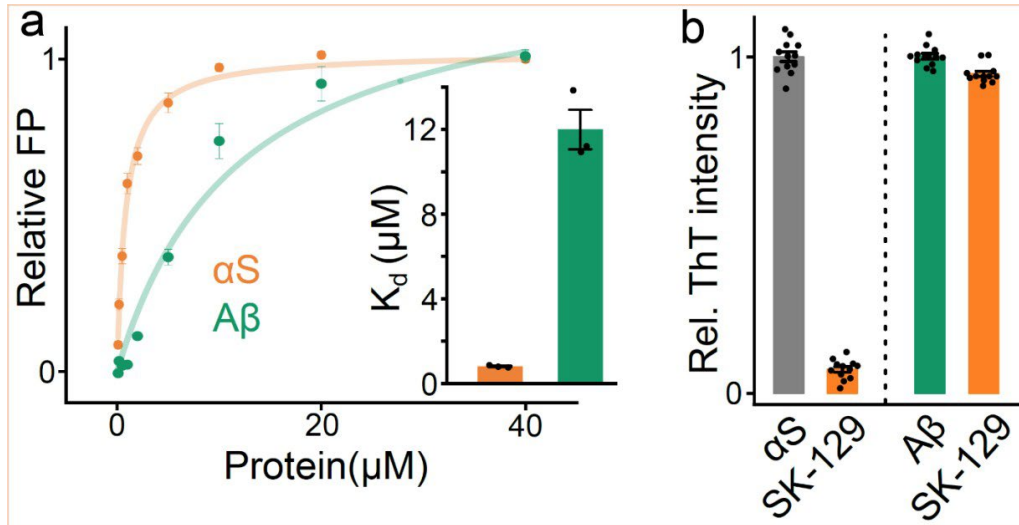 a
Relative FP
1
0
αS
Aβ
0
20
40
Protein(μM)
Kd (μM)
12
8
4
0
b
Rel. ThT intensity
1
1
αS
SK-129
Aβ
SK-129